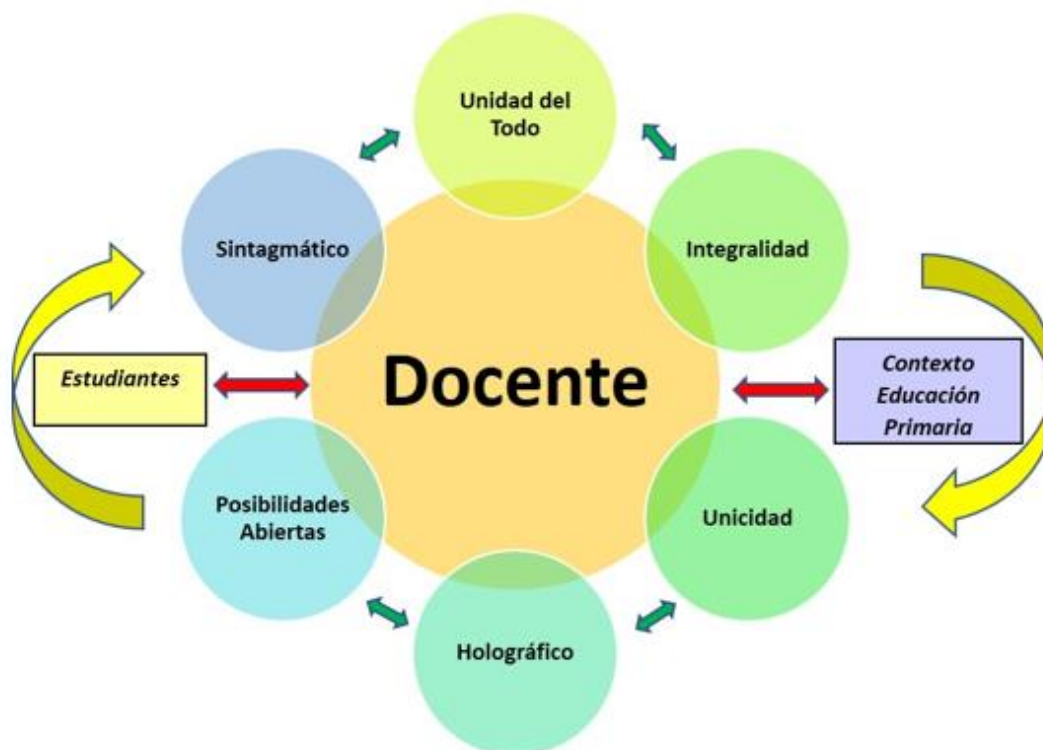 Unidad del
Todo
Sintagmático
Integralidad
Estudiantes
Docente
Contexto
Educación
Primaria
Posibilidades
Abiertas
Unicidad
Holográfico